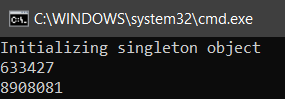 C:\WINDOWS\system32\cmd.exe
Initializing singleton object
633427
8908081